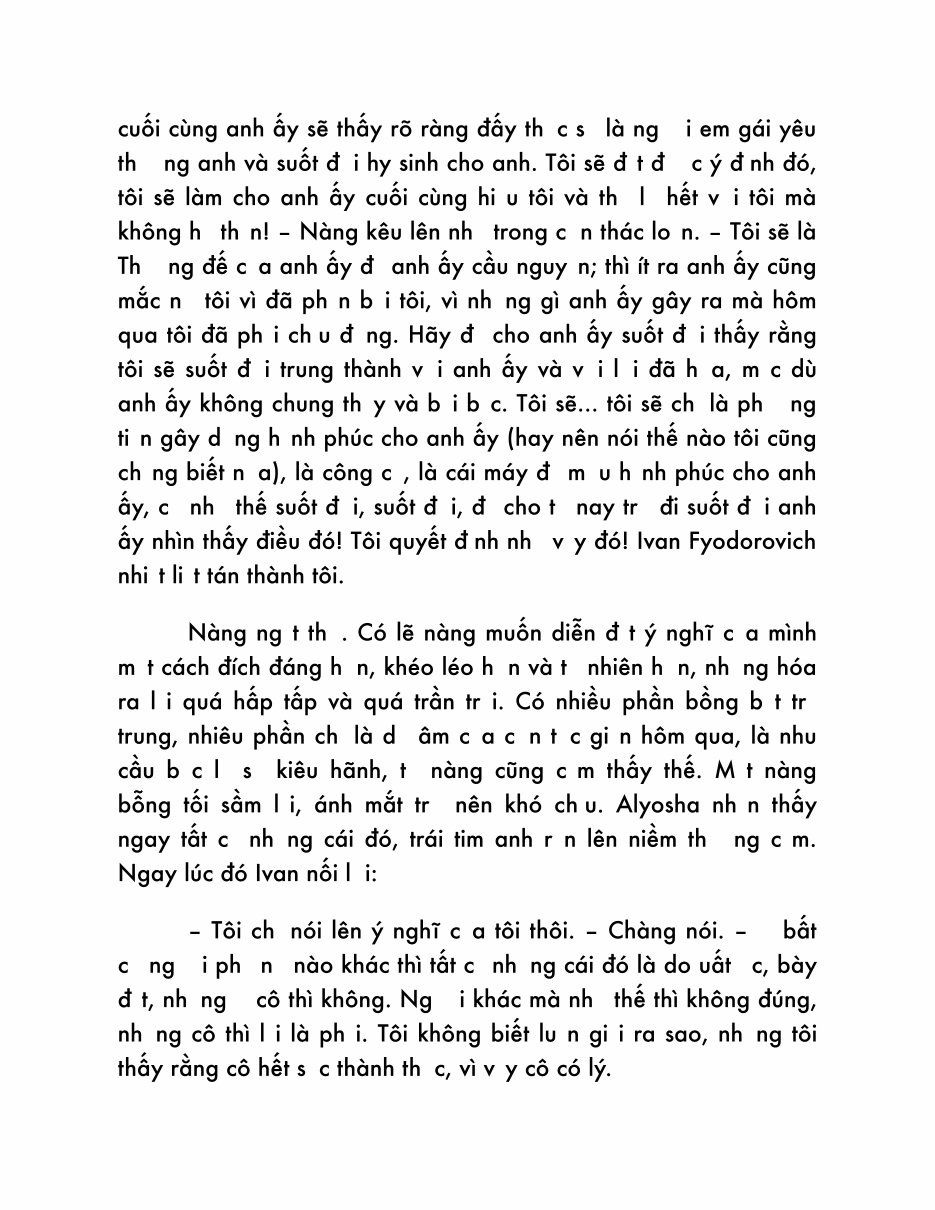 cuối cùng anh ấy sẽ thấy rõ ràng đấy th c s là ng i em gái yêu
th ng anh và suốt đ i hy sinh cho anh. Tôi sẽ đ t đ c ý đ nh đó,
tôi sẽ làm cho anh ấy cuối cùng hi u tôi và th l hết v i tôi mà
không h th n! – Nàng kêu lên nh trong c n thác lo n. – Tôi sẽ là
Th ng đế c a anh ấy đ anh ấy cầu nguy n; thì ít ra anh ấy cũng
mắc n tôi vì đã ph n b i tôi, vì nh ng gì anh ấy gây ra mà hôm
qua tôi đã ph i ch u đ ng. Hãy đ cho anh ấy suốt đ i thấy rằng
tôi sẽ suốt đ i trung thành v i anh ấy và v i l i đã h a, m c dù
anh ấy không chung th y và b i b c. Tôi sẽ... tôi sẽ ch là ph ng
ti n gây d ng h nh phúc cho anh ấy (hay nên nói thế nào tôi cũng
ch ng biết n a), là công c , là cái máy đ m u h nh phúc cho anh
ấy, c nh thế suốt đ i, suốt đ i, đ cho t nay tr đi suốt đ i anh
ấy nhìn thấy điều đó! Tôi quyết đ nh nh v y đó! Ivan Fyodorovich
nhi t li t tán thành tôi.
Nàng ng t th . Có lẽ nàng muốn diễn đ t ý nghĩ c a mình
m t cách đích đáng h n, khéo léo h n và t nhiên h n, nh ng hóa
ra l i quá hấp tấp và quá trần tr i. Có nhiều phần bồng b t tr
trung, nhiêu phần ch là d âm c a c n t c gi n hôm qua, là nhu
cầu b c l s kiêu hãnh, t nàng cũng c m thấy thế. M t nàng
bỗng tối sầm l i, ánh mắt tr nên khó ch u. Alyosha nh n thấy
ngay tất c nh ng cái đó, trái tim anh r n lên niềm th ng c m.
Ngay lúc đó Ivan nối l i:
– Tôi ch nói lên ý nghĩ c a tôi thôi. – Chàng nói. – bất
c ng i ph n nào khác thì tất c nh ng cái đó là do uất c, bày
đ t, nh ng cô thì không. Ng i khác mà nh thế thì không đúng,
nh ng cô thì l i là ph i. Tôi không biết lu n gi i ra sao, nh ng tôi
thấy rằng cô hết s c thành th c, vì v y cô có lý.